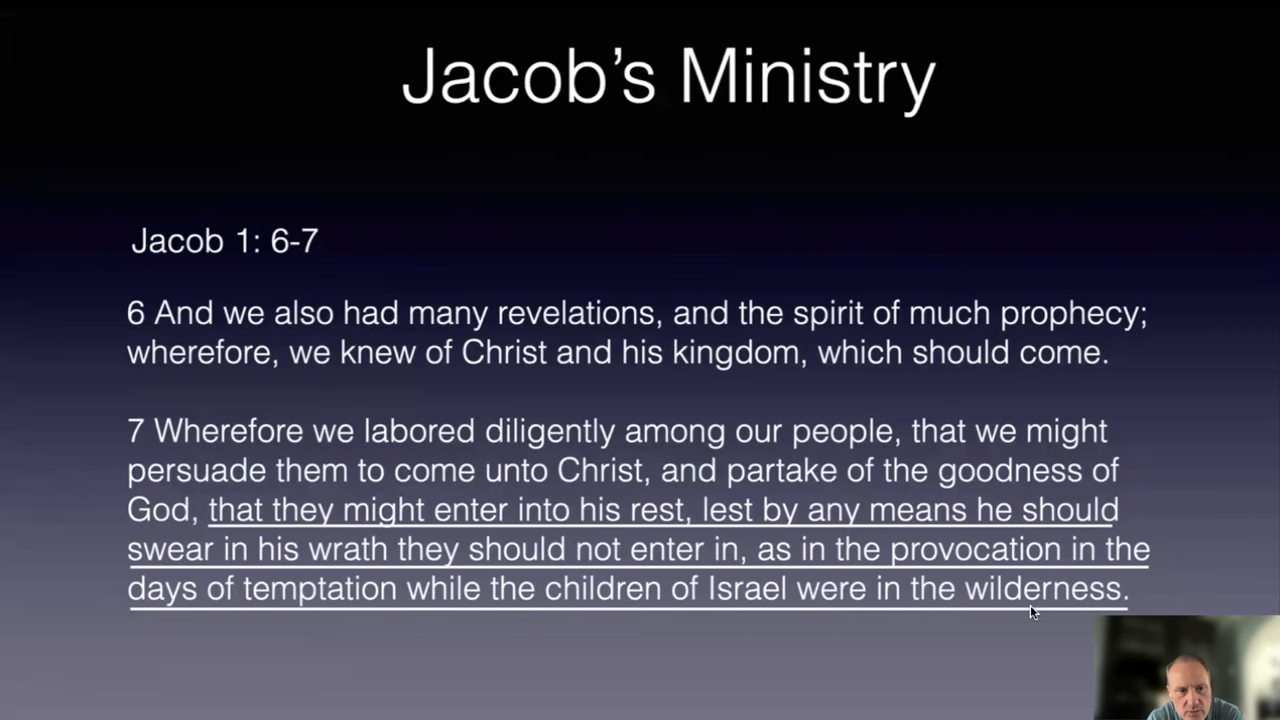 Jacob's Ministry
Jacob 1: 6-7
6 And we also had many revelations, and the spirit of much prophecy;
wherefore, we knew of Christ and his kingdom, which should come.
7 Wherefore we labored diligently among our people, that we might
persuade them to come unto Christ, and partake of the goodness of
God, that they might enter into his rest, lest by any means he should
swear in his wrath they should not enter in, as in the provocation in the
days of temptation while the children of Israel were in the wilderness.